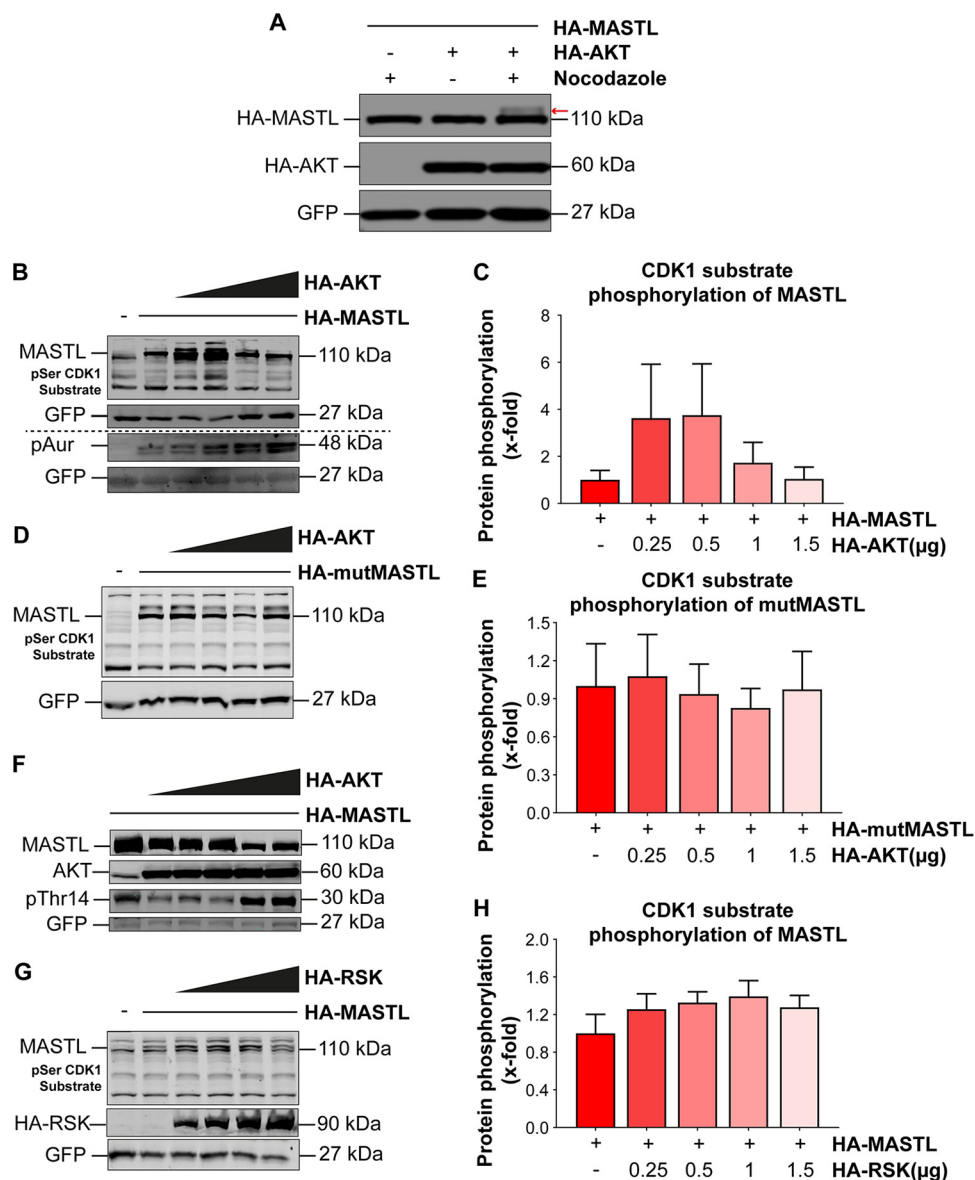 A
HA-MASTL
- + + HA-AKT
+ - + Nocodazole
HA-MASTL 110 kDa
HA-AKT 60 kDa
GFP 27 kDa
B
HA-AKT
- HA-MASTL
MASTL 110 kDa
pSer CDK1
Substrate
GFP 27 kDa
pAur 48 kDa
GFP 27 kDa
C
CDK1 substrate
phosphorylation of MASTL
Protein phosphorylation
(x-fold)
8
6
4
2
0
+ + + + + HA-MASTL
- 0.25 0.5 1 1.5 HA-AKT(µg)
D
HA-AKT
- HA-mutMASTL
MASTL 110 kDa
pSer CDK1
Substrate
GFP 27 kDa
E
CDK1 substrate
phosphorylation of mutMASTL
Protein phosphorylation
(x-fold)
1.5
1.2
0.9
0.6
0.3
0.0
+ + + + + HA-mutMASTL
- 0.25 0.5 1 1.5 HA-AKT(µg)
F
HA-AKT
HA-MASTL
MASTL 110 kDa
AKT 60 kDa
pThr14 30 kDa
GFP 27 kDa
G
HA-RSK
- HA-MASTL
MASTL 110 kDa
pSer CDK1
Substrate
HA-RSK 90 kDa
GFP 27 kDa
H
CDK1 substrate
phosphorylation of MASTL
Protein phosphorylation
(x-fold)
2.0
1.6
1.2
0.8
0.4
0.0
+ + + + + HA-MASTL
- 0.25 0.5 1 1.5 HA-RSK(µg)